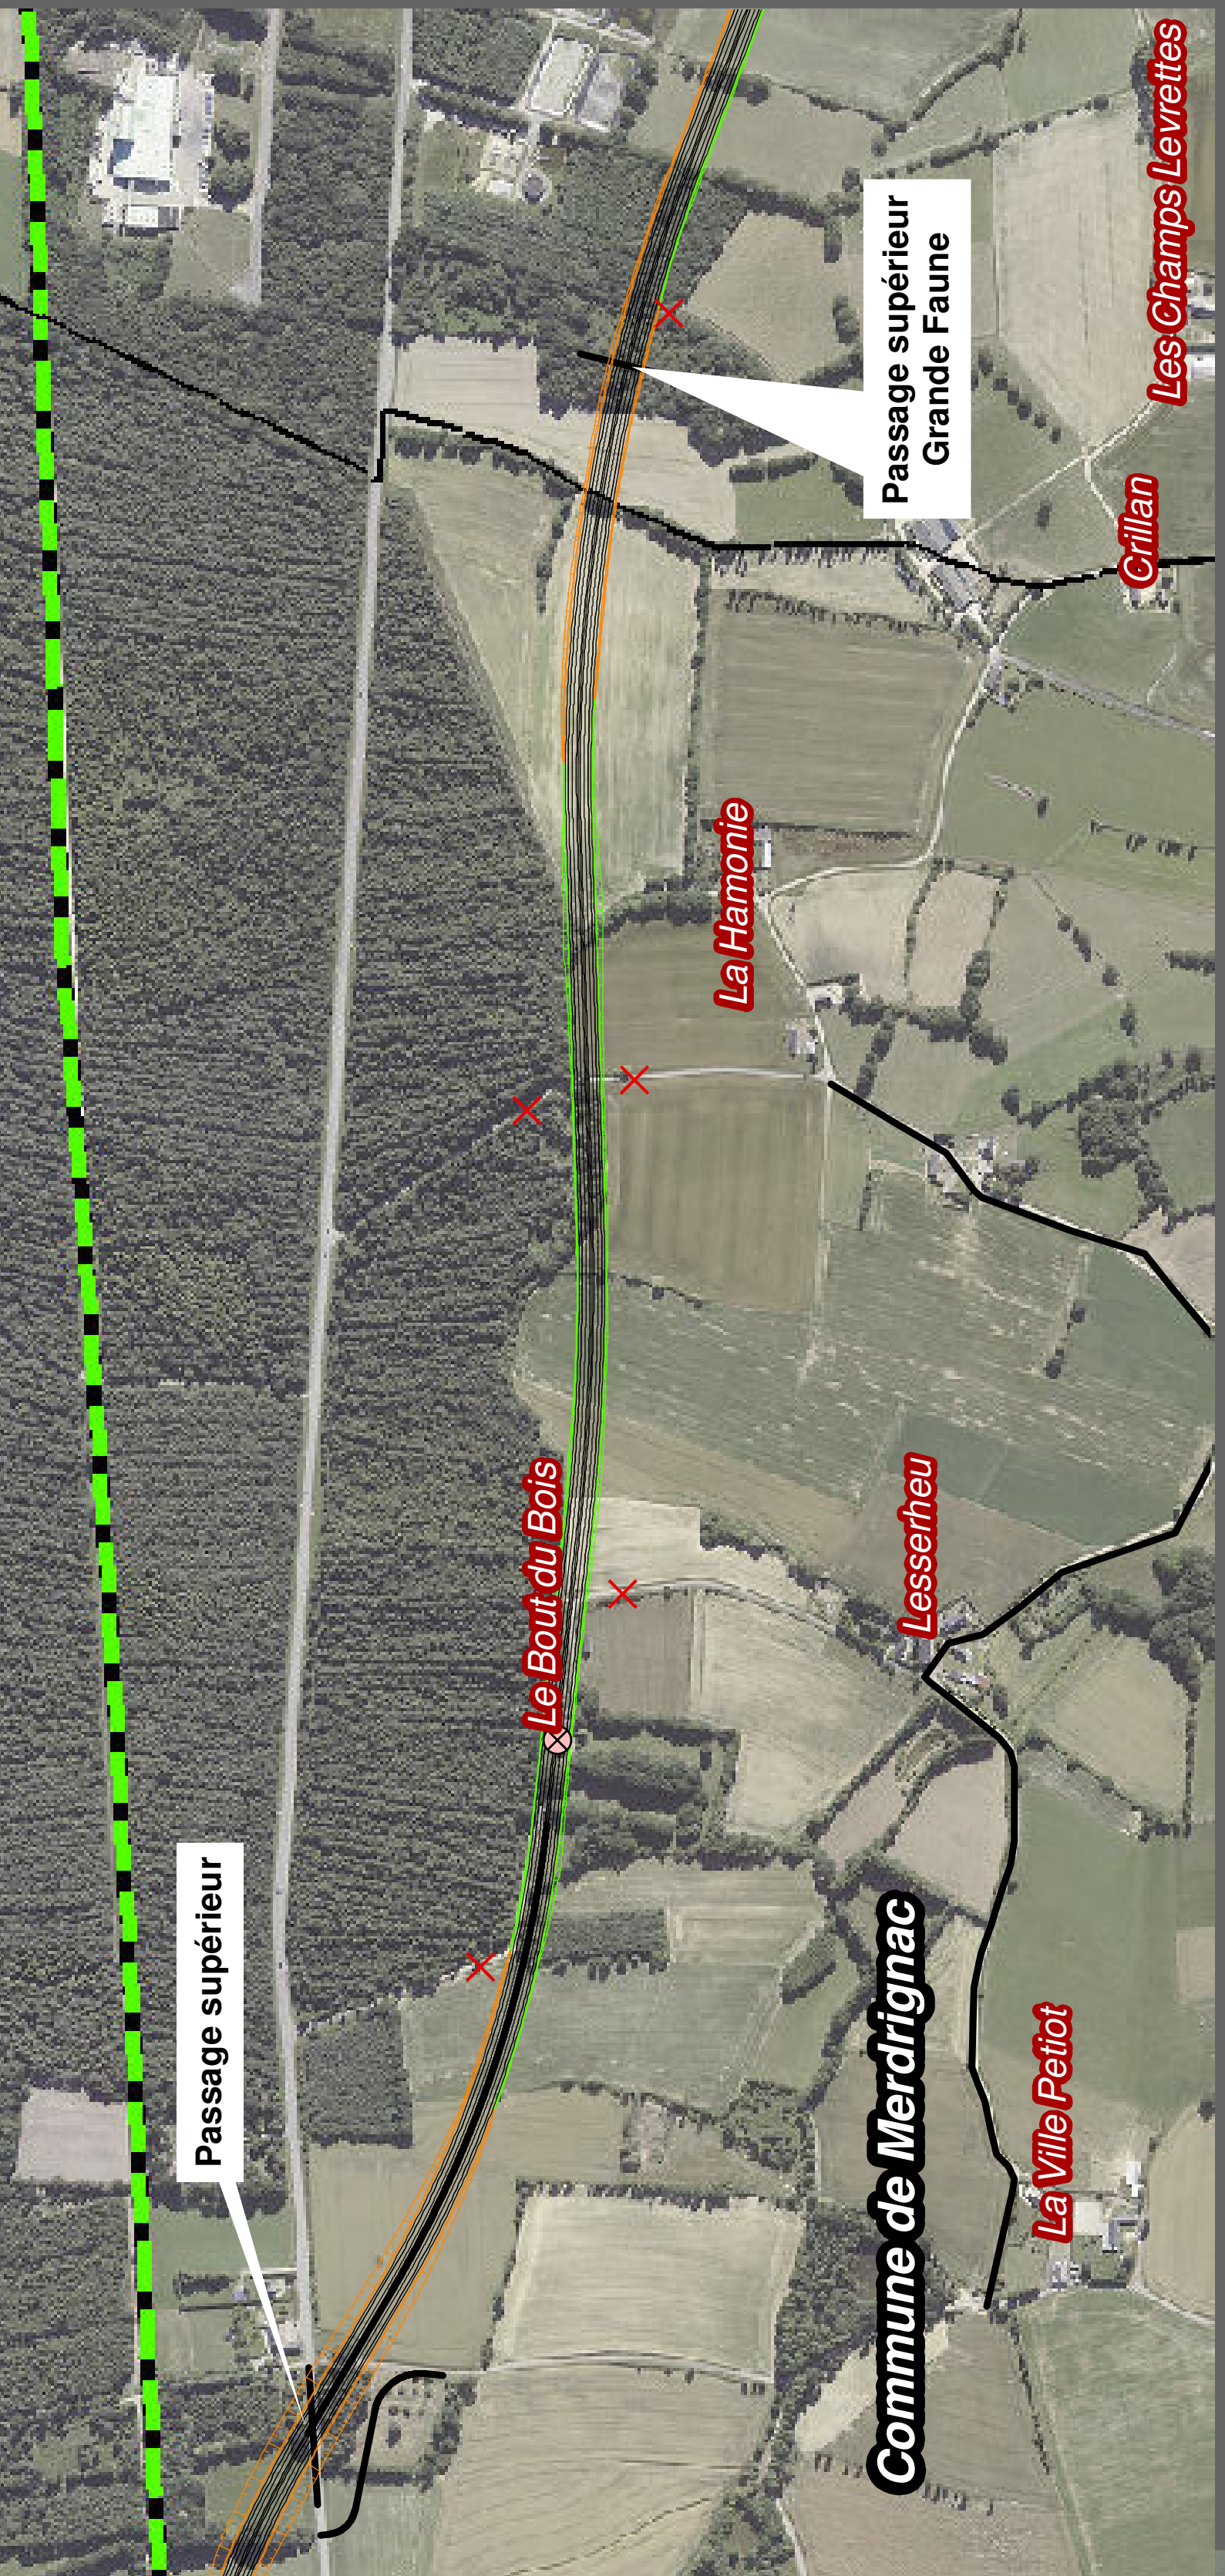 Passage supérieur
Le Bout du Bois
La Hamonie
Passage supérieur
Grande Faune
Commune de Merdrignac
Lesserheu
La Ville Petiot
Crillan
Les Champs Levrettes